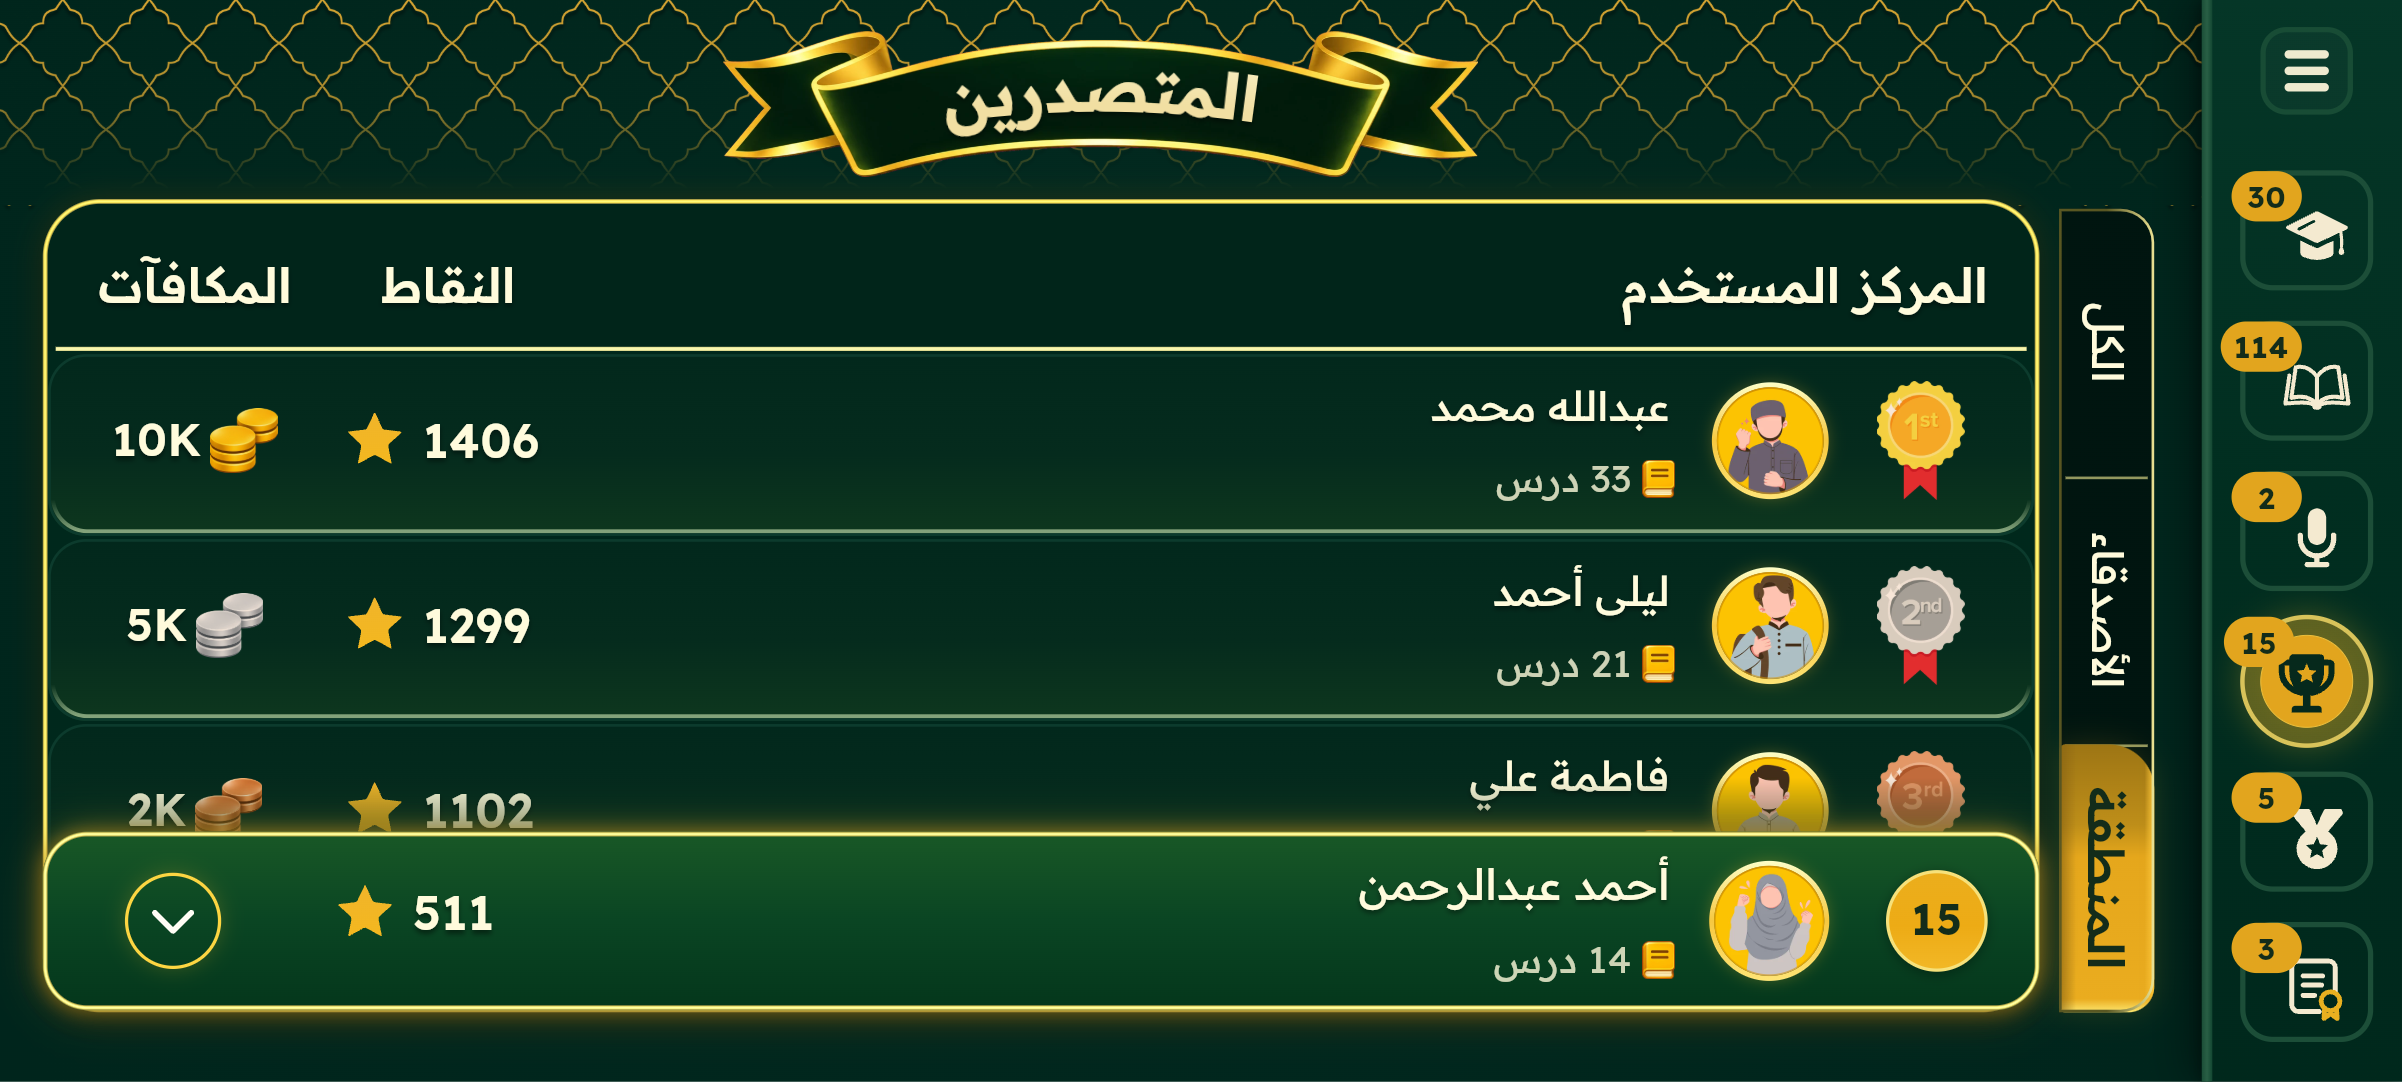 المتصدرين
30
114
2
15
5
3
الكل
الأصدقاء
المنطقة
المركز المستخدم النقاط المكافآت
1st
عبدالله محمد
33 درس
1406
10K
2nd
ليلى أحمد
21 درس
1299
5K
3rd
فاطمة علي
1102
2K
15
أحمد عبدالرحمن
14 درس
511